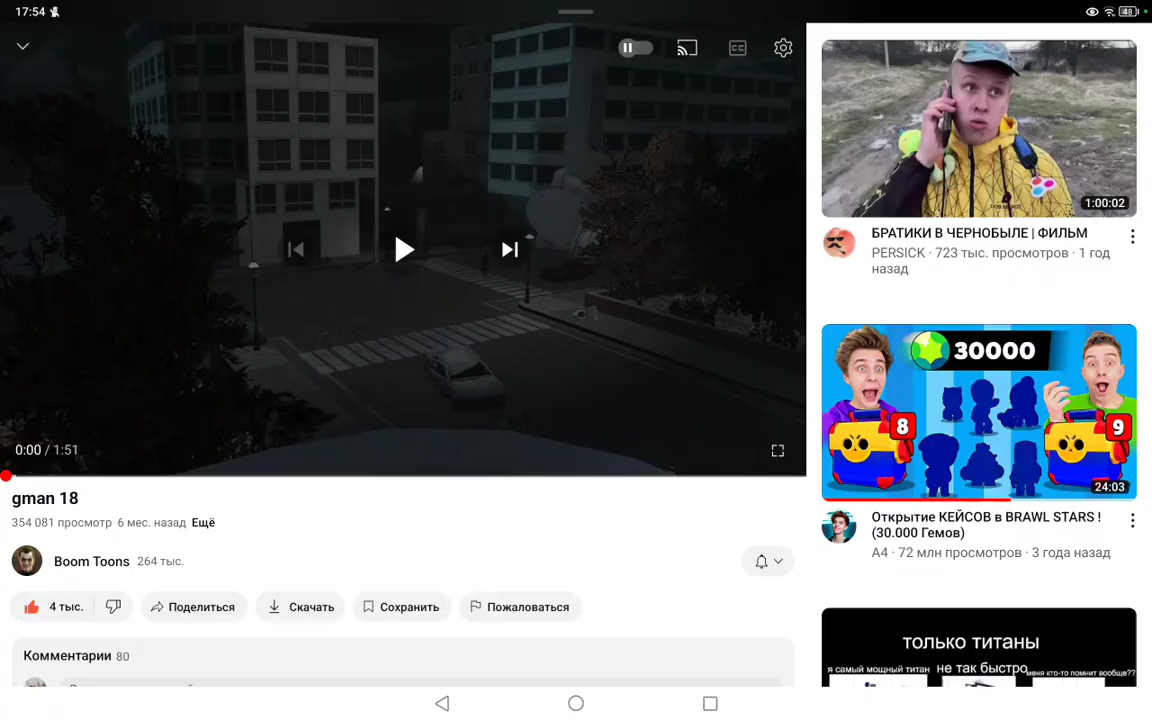 17:54
48
CC
0:00 / 1:51
gman 18
354 081 просмотр 6 мес. назад Ещё
Boom Toons 264 тыс.
4 тыс.
Поделиться
Скачать
Сохранить
Пожаловаться
Комментарии 80
1:00:02
БРАТИКИ В ЧЕРНОБЫЛЕ | ФИЛЬМ
PERSICK · 723 тыс. просмотров · 1 год
назад
30000
8
9
24:03
Открытие КЕЙСОВ в BRAWL STARS !
(30.000 Гемов)
A4 · 72 млн просмотров · 3 года назад
только титаны
я самый мощный титан не так быстро меня кто-то помнит вообще??